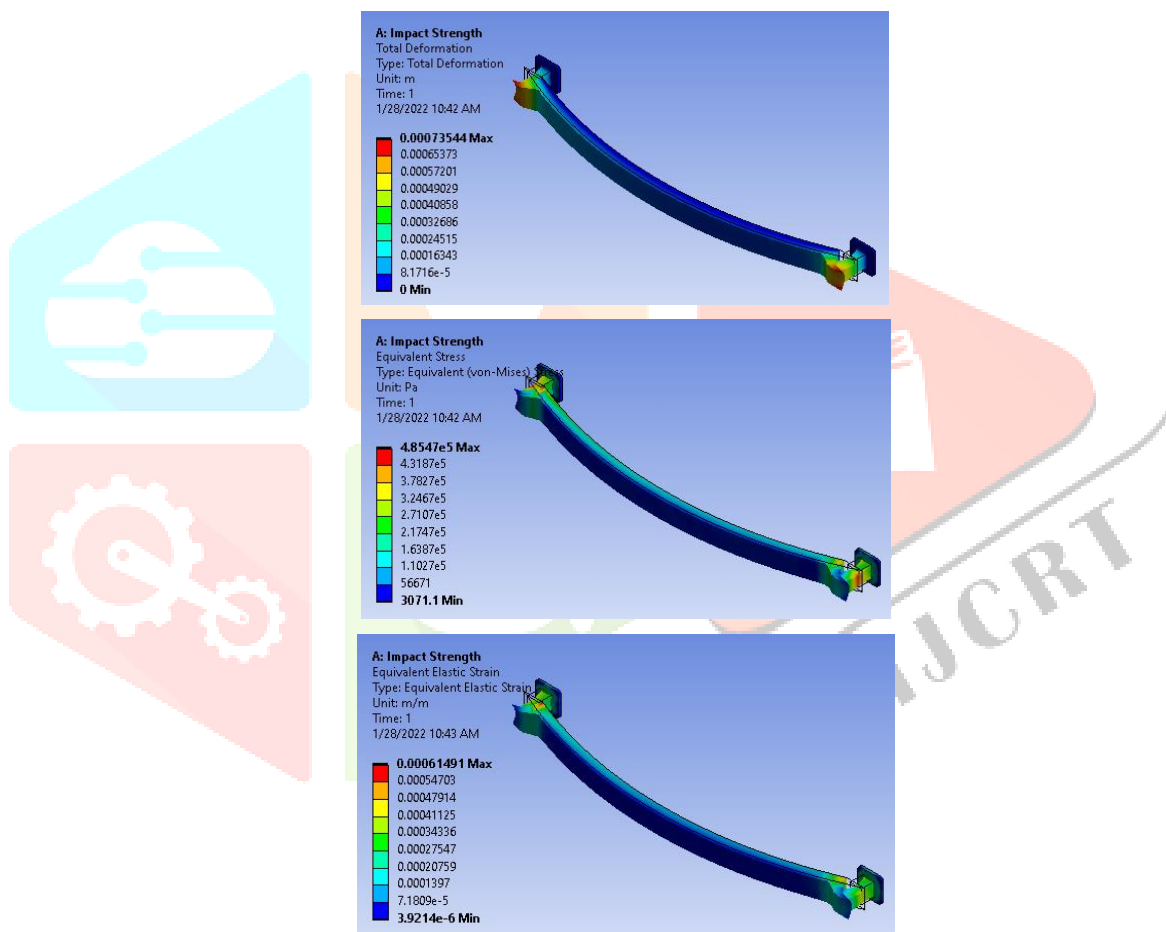 A: Impact Strength
Total Deformation
Type: Total Deformation
Unit: m
Time: 1
1/28/2022 10:42 AM
0.00073544 Max
0.00065373
0.00057201
0.00049029
0.00040858
0.00032686
0.00024515
0.00016343
8.1716e-5
0 Min
A: Impact Strength
Equivalent Stress
Type: Equivalent (von-Mises) Stress
Unit: Pa
Time: 1
1/28/2022 10:42 AM
4.8547e5 Max
4.3187e5
3.7827e5
3.2467e5
2.7107e5
2.1747e5
1.6387e5
1.1027e5
56671
3071.1 Min
A: Impact Strength
Equivalent Elastic Strain
Type: Equivalent Elastic Strain
Unit: m/m
Time: 1
1/28/2022 10:43 AM
0.00061491 Max
0.00054703
0.00047914
0.00041125
0.00034336
0.00027547
0.00020759
0.0001397
7.1809e-5
3.9214e-6 Min
IJCRT